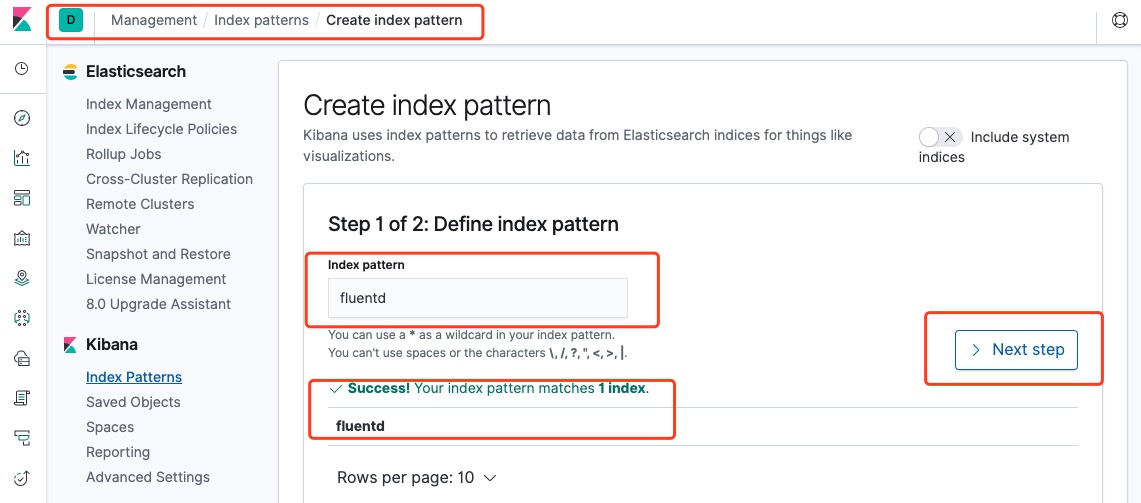 D Management / Index patterns / Create index pattern
Elasticsearch
Index Management
Index Lifecycle Policies
Rollup Jobs
Cross-Cluster Replication
Remote Clusters
Watcher
Snapshot and Restore
License Management
8.0 Upgrade Assistant
Kibana
Index Patterns
Saved Objects
Spaces
Reporting
Advanced Settings
Create index pattern
Kibana uses index patterns to retrieve data from Elasticsearch indices for things like
visualizations.
Include system
indices
Step 1 of 2: Define index pattern
Index pattern
fluentd
You can use a * as a wildcard in your index pattern.
You can't use spaces or the characters \, /, ?, ", <, >, |.
Next step
Success! Your index pattern matches 1 index.
fluentd
Rows per page: 10